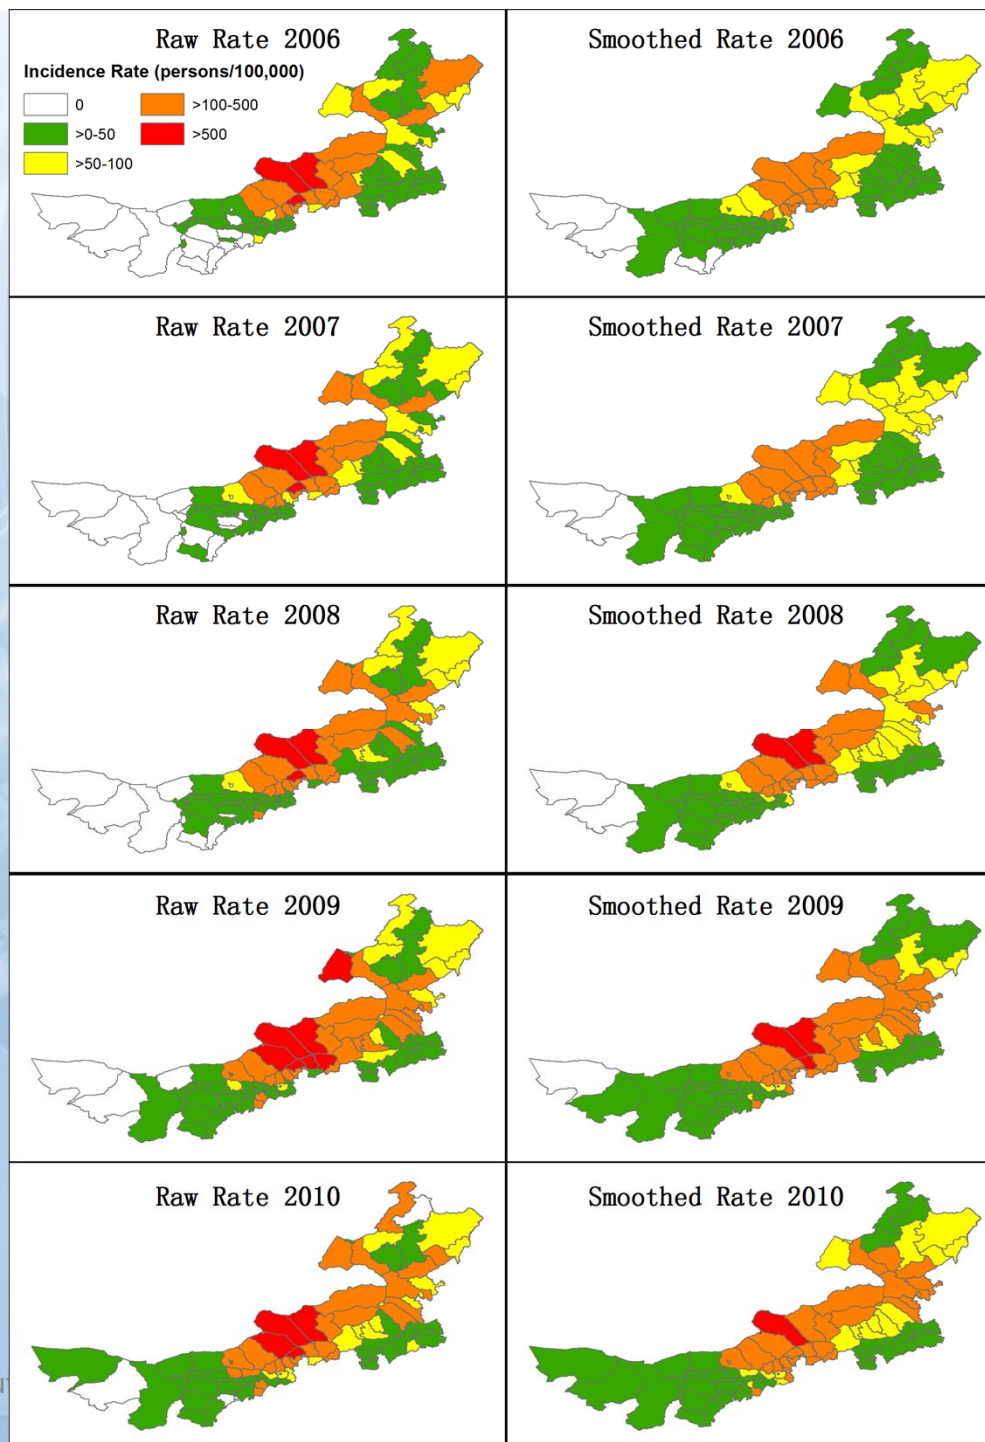 Raw Rate 2006
Smoothed Rate 2006
Incidence Rate (persons/100,000)
0
>100-500
>0-50
>500
>50-100
Raw Rate 2007
Smoothed Rate 2007
Raw Rate 2008
Smoothed Rate 2008
Raw Rate 2009
Smoothed Rate 2009
Raw Rate 2010
Smoothed Rate 2010